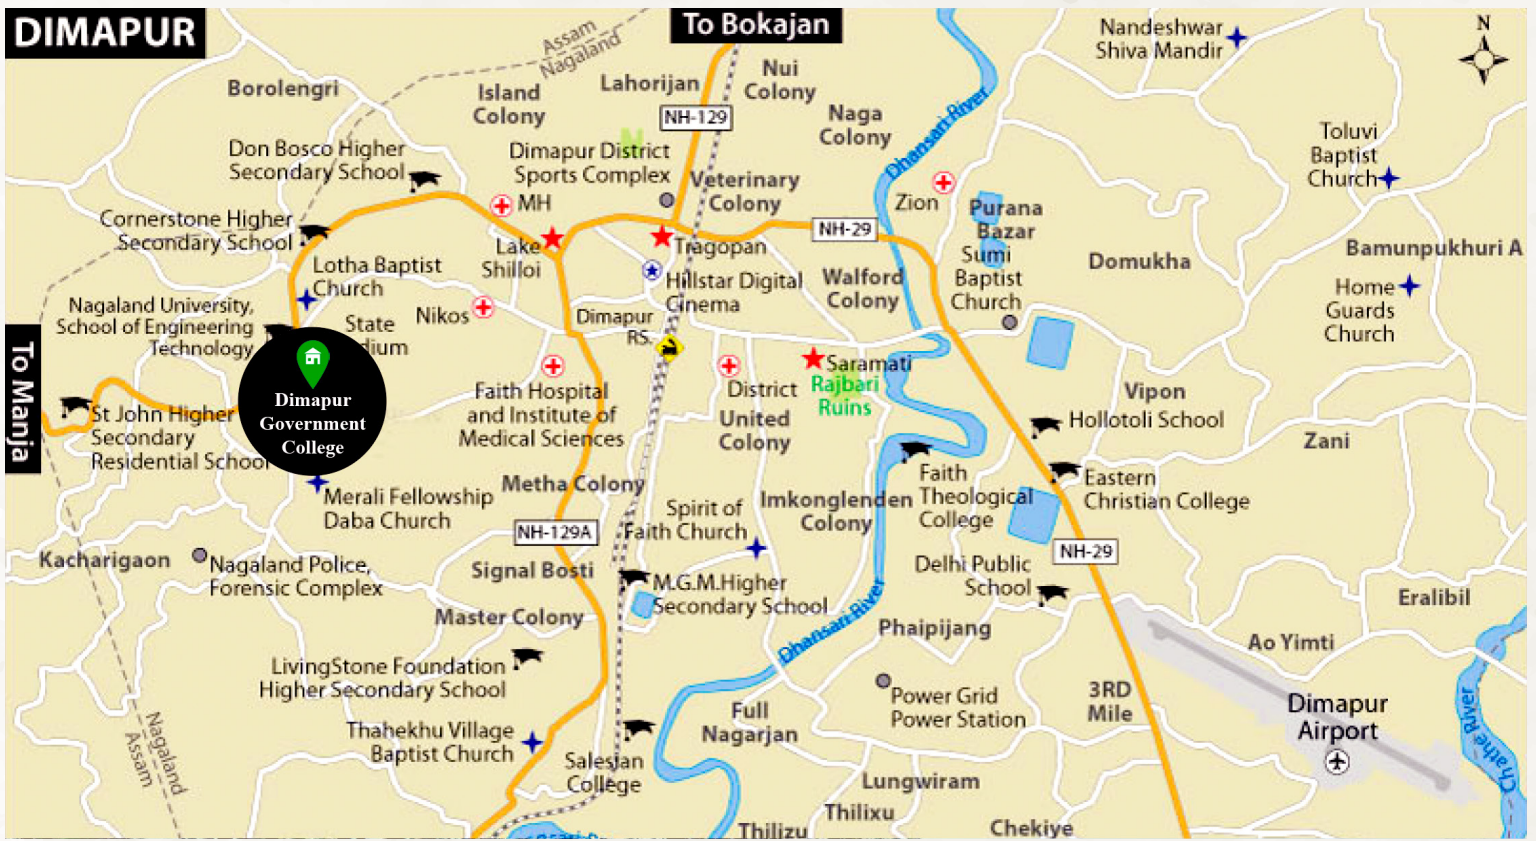 DIMAPUR
To Bokajan
Assam
Nagaland
Nandeshwar
Shiva Mandir
N
Borolengri
Island
Colony
Lahorijan
Nui
Colony
NH-129
Naga
Colony
Dhansari River
Toluvi
Baptist
Church
Don Bosco Higher
Secondary School
N
Dimapur District
Sports Complex
Veterinary
Colony
MH
Zion
Purana
Bazar
Cornerstone Higher
Secondary School
Lake
Shilloi
Tragopan
NH-29
Sumi
Baptist
Church
Domukha
Bamunpukhuri A
Lotha Baptist
Church
Hillstar Digital
Cinema
Walford
Colony
Home
Guards
Church
Nagaland University,
School of Engineering
Technology
State
dium
Nikos
Dimapur
RS.
To Manja
Dimapur
Government
College
Faith Hospital
and Institute of
Medical Sciences
District
Saramati
Rajbari
Ruins
United
Colony
Vipon
Hollotoli School
Zani
St John Higher
Secondary
Residential School
Merali Fellowship
Daba Church
Metha Colony
Spirit of
Faith Church
Imkonglenden
Colony
Faith
Theological
College
Eastern
Christian College
NH-129A
NH-29
Kacharigaon
Nagaland Police,
Forensic Complex
Signal Bosti
M.G.M.Higher
Secondary School
Delhi Public
School
Eralibil
Master Colony
Dhansari River
Phaipijang
Ao Yimti
LivingStone Foundation
Higher Secondary School
Power Grid
Power Station
3RD
Mile
Dimapur
Airport
Chathe River
Nagaland
Assam
Thahekhu Village
Baptist Church
Full
Nagarjan
Salesian
College
Lungwiram
Thilixu
Thilizu
Chekiye